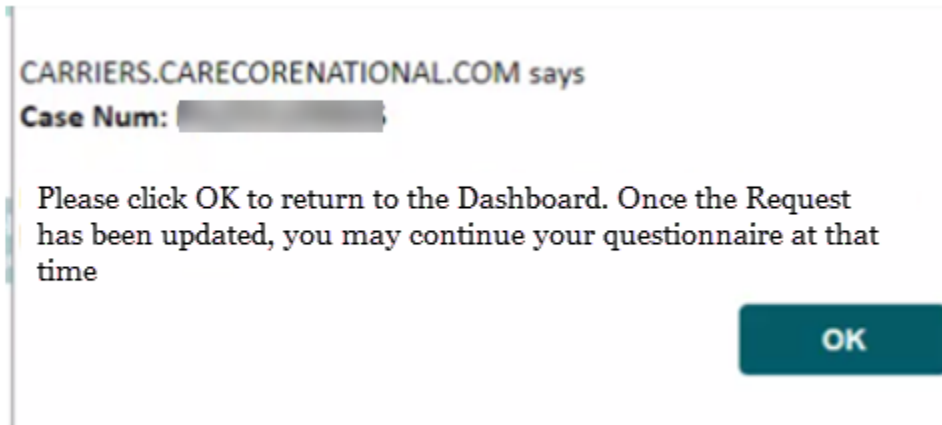 CARRIERS.CARECORENATIONAL.COM says
Case Num:
Please click OK to return to the Dashboard. Once the Request
has been updated, you may continue your questionnaire at that
time
OK